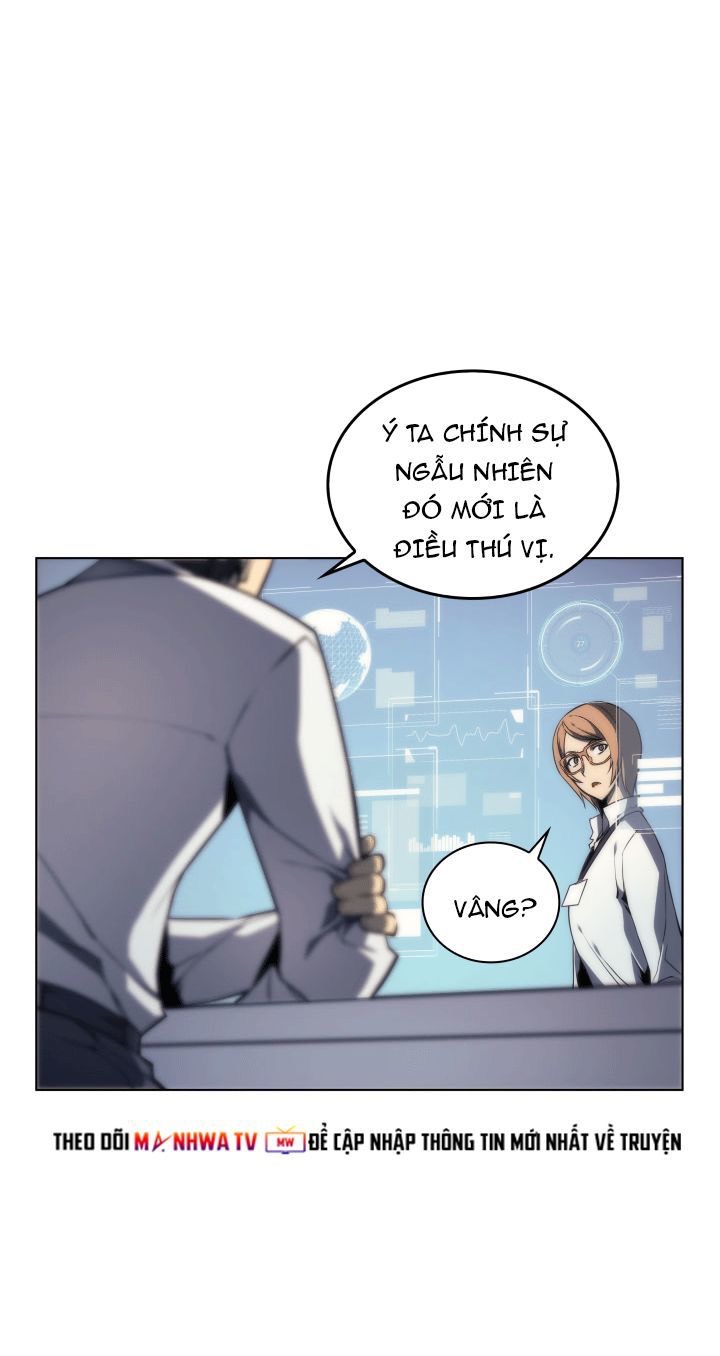 Ý TA CHÍNH SỰ
NGẪU NHIÊN
ĐÓ MỚI LÀ
ĐIỀU THÚ VỊ.
VÂNG?
THEO DÕI MANHWA TV MW ĐỂ CẬP NHẬP THÔNG TIN MỚI NHẤT VỀ TRUYỆN